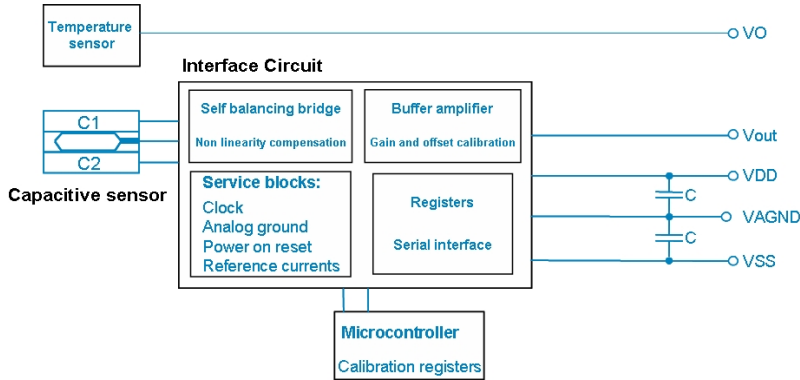 Temperature
sensor
VO
Interface Circuit
Self balancing bridge
Non linearity compensation
Buffer amplifier
Gain and offset calibration
C1
C2
Capacitive sensor
Vout
VDD
C
VAGND
C
VSS
Service blocks:
Clock
Analog ground
Power on reset
Reference currents
Registers
Serial interface
Microcontroller
Calibration registers